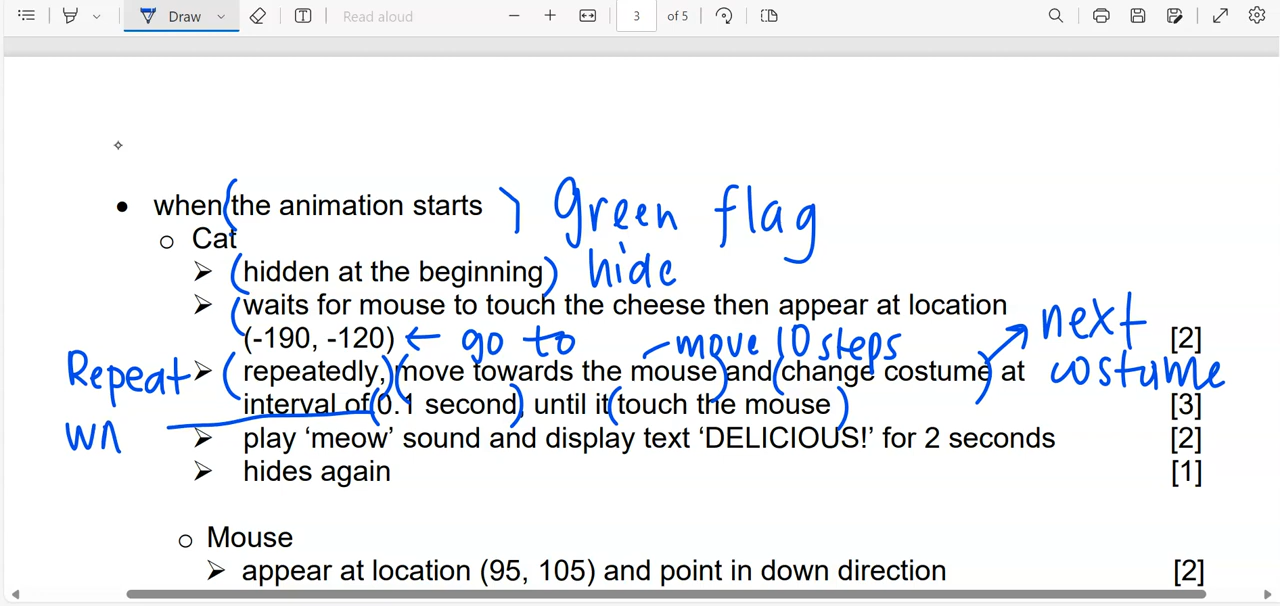 Draw
Read aloud
3 of 5
when the animation starts
green flag
Cat
hidden at the beginning
hide
waits for mouse to touch the cheese then appear at location
(-190, -120) ← go to
[2]
move 10 steps
next
costume
Repeat
repeatedly, move towards the mouse and change costume at
interval of 0.1 second, until it touch the mouse
[3]
play ‘meow’ sound and display text ‘DELICIOUS!’ for 2 seconds
[2]
hides again
[1]
Mouse
appear at location (95, 105) and point in down direction
[2]